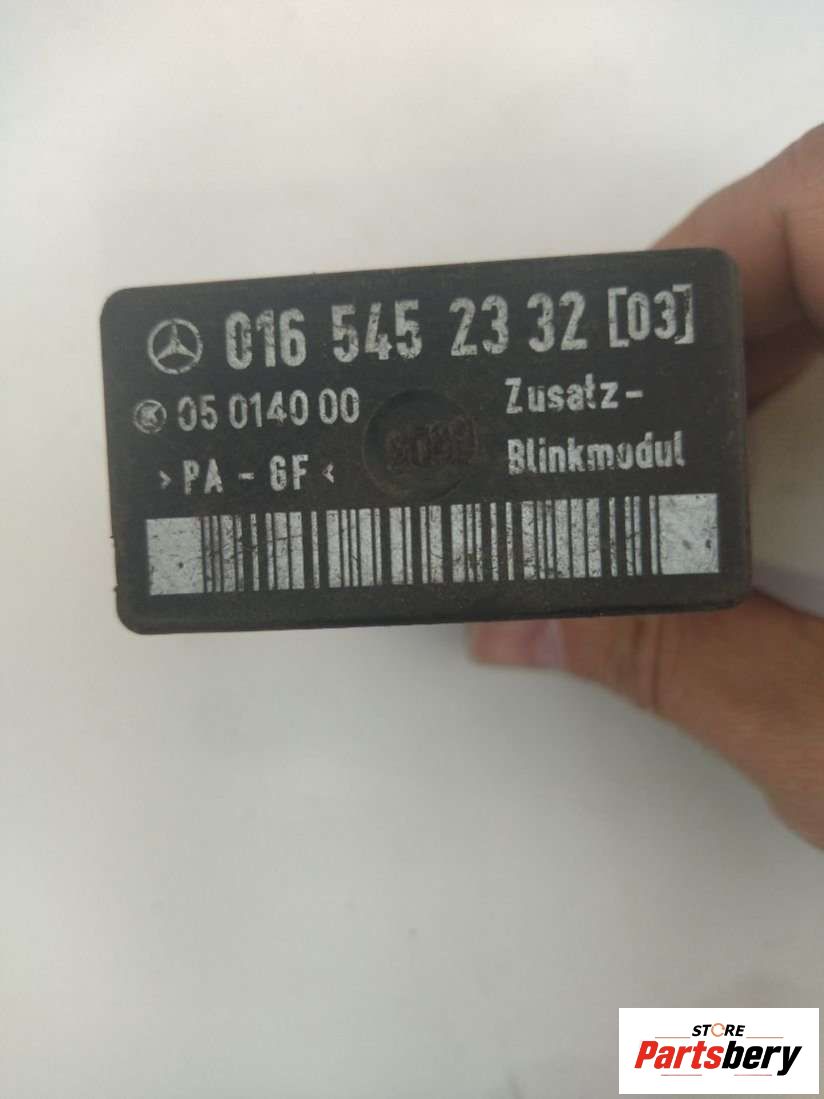 016 545 23 32 [03]
05 0140 00
Zusatz-
Blinkmodul
>PA - GF<
STORE
Partsbery